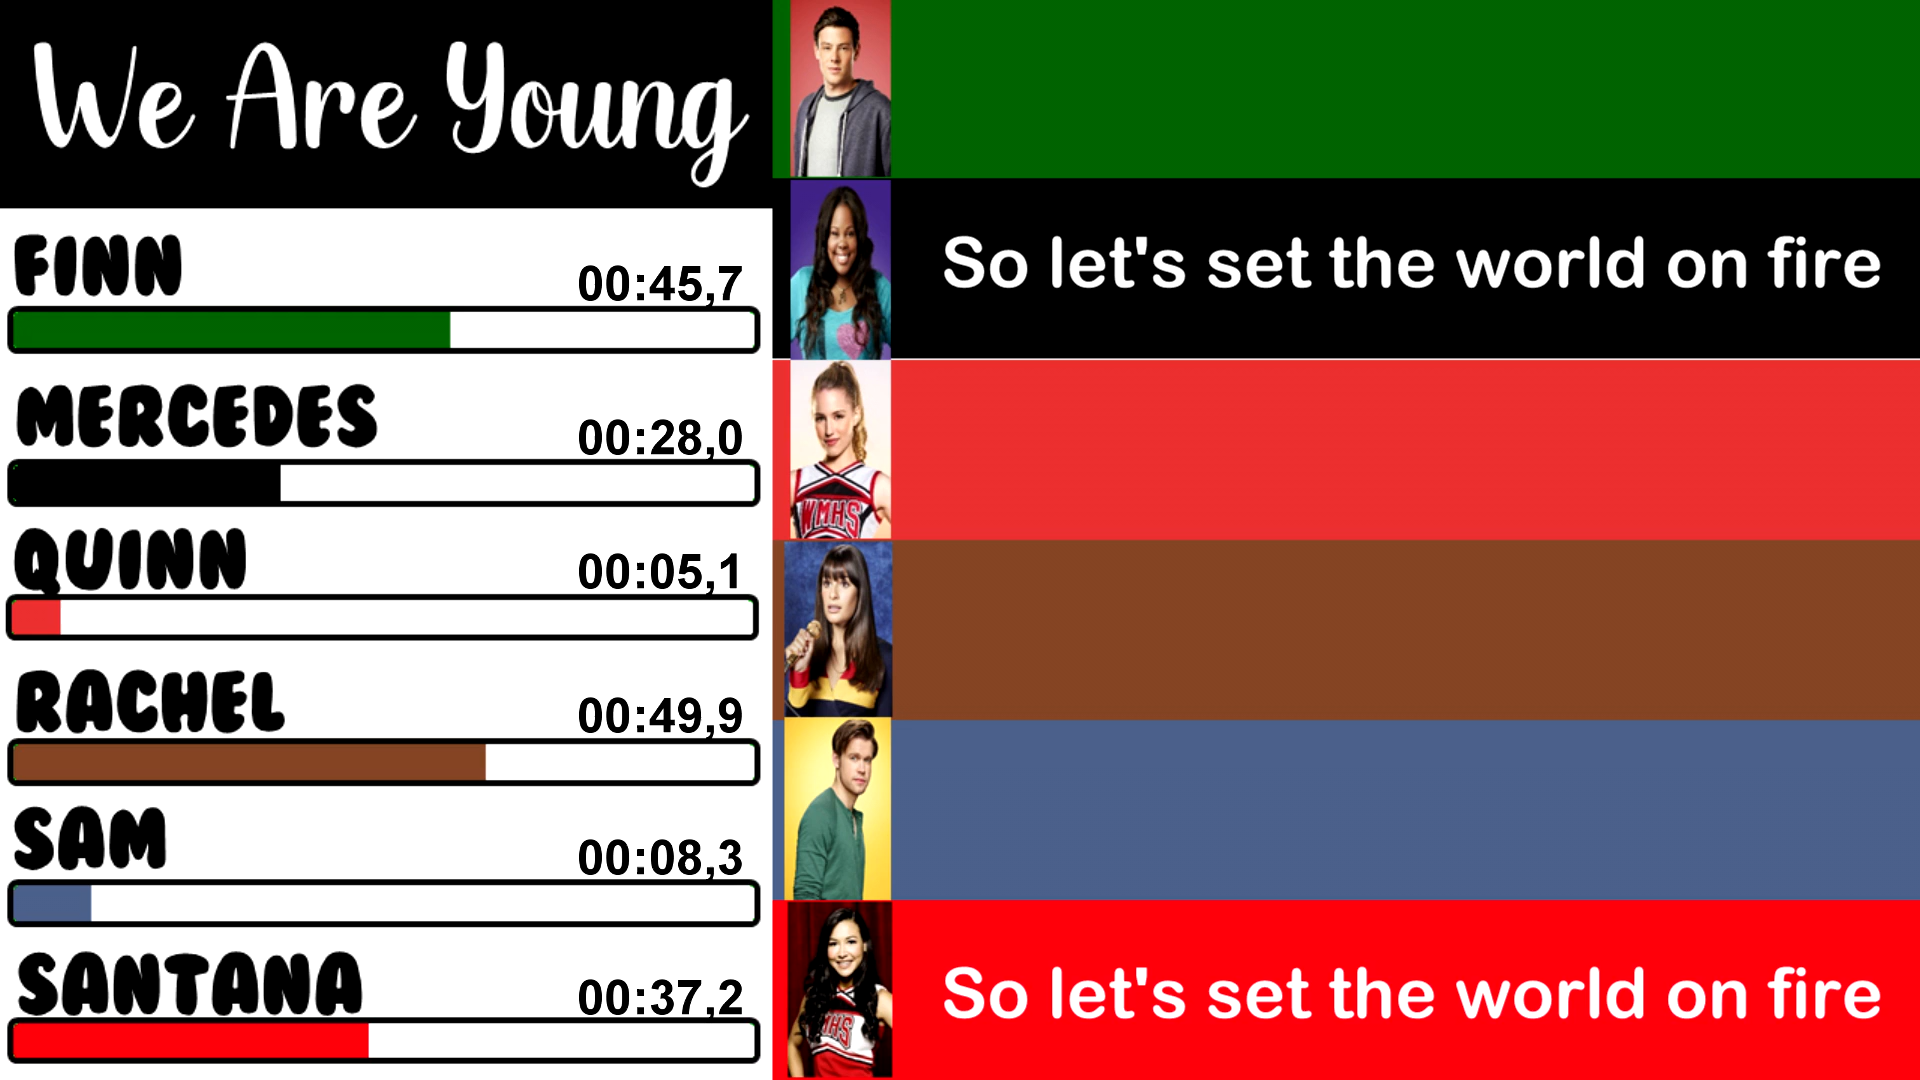 We Are Young
FINN
00:45,7
MERCEDES
00:28,0
QUINN
00:05,1
RACHEL
00:49,9
SAM
00:08,3
SANTANA
00:37,2
So let's set the world on fire
WMHS
So let's set the world on fire
MHS